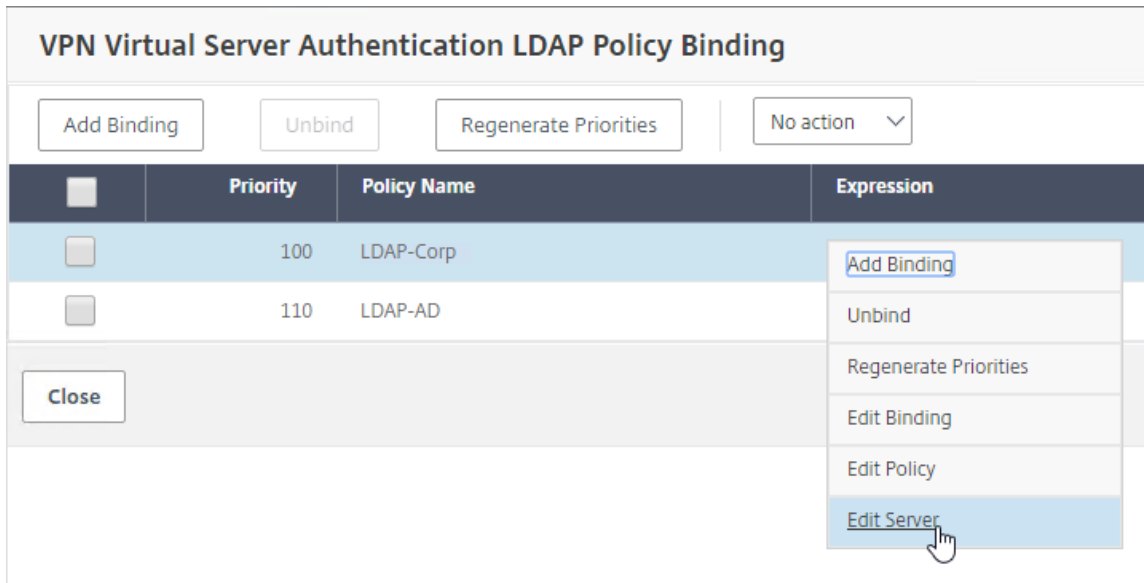 VPN Virtual Server Authentication LDAP Policy Binding
Add Binding Unbind Regenerate Priorities No action
Priority Policy Name Expression
100 LDAP-Corp
Add Binding
110 LDAP-AD
Unbind
Regenerate Priorities
Close
Edit Binding
Edit Policy
Edit Server